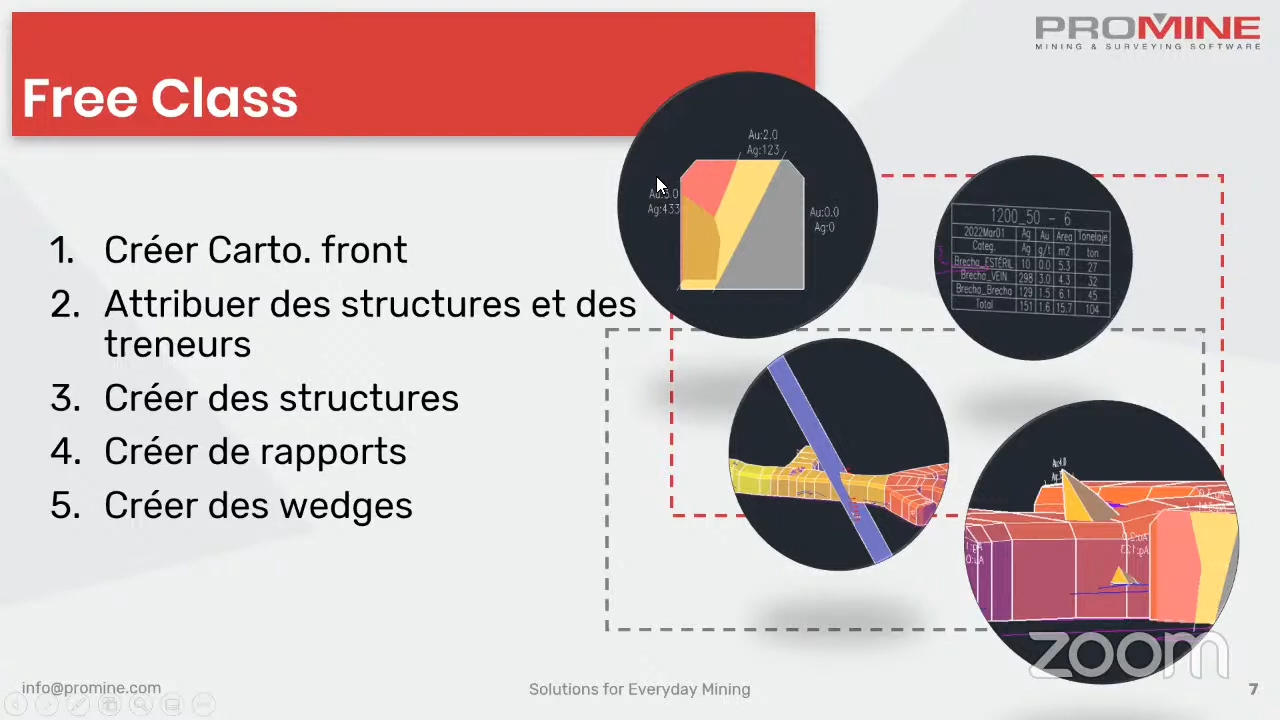 PROMINE
MINING & SURVEYING SOFTWARE
Free Class
1. Créer Carto. front
2. Attribuer des structures et des
treneurs
3. Créer des structures
4. Créer de rapports
5. Créer des wedges
Au:2.0
Ag:123
Ag:433
Au:0.0
Ag:0
1200_50 - 6
2022Mar01 Ag Au Area Tonelaje
Categ. g/t m2 ton
Brecha_ESTÉRIL 10 0.0 5.3 27
Brecha_VEIN 298 3.0 4.3 32
Brecha_Brecha 129 1.5 6.1 45
Total 151 1.6 15.7 104
zoom
info@promine.com
Solutions for Everyday Mining
7